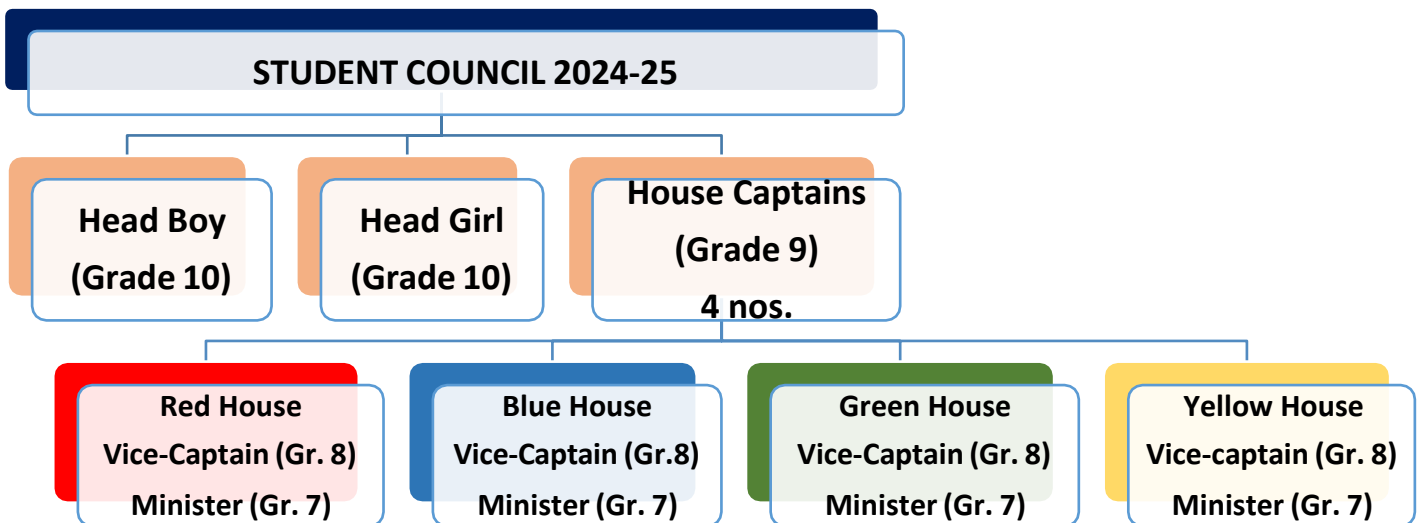 STUDENT COUNCIL 2024-25
Head Boy
(Grade 10)
Head Girl
(Grade 10)
House Captains
(Grade 9)
4 nos.
Red House
Vice-Captain (Gr. 8)
Minister (Gr. 7)
Blue House
Vice-Captain (Gr.8)
Minister (Gr. 7)
Green House
Vice-Captain (Gr. 8)
Minister (Gr. 7)
Yellow House
Vice-captain (Gr. 8)
Minister (Gr. 7)